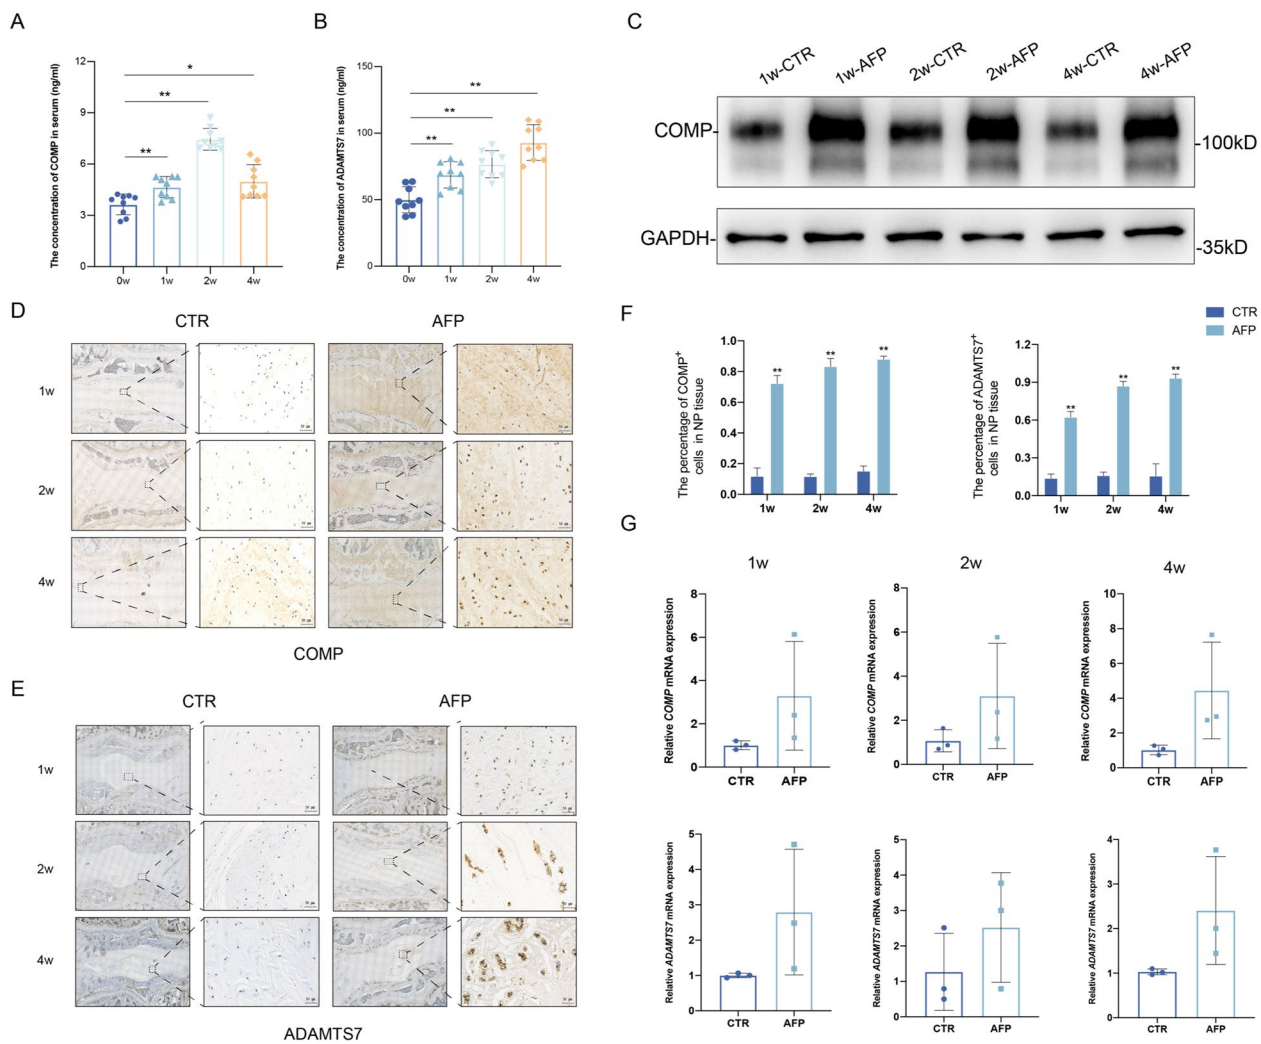 A
The concentration of COMP in serum (ng/ml)
12
9
6
3
0
*
**
**
0w
1w
2w
4w
B
The concentration of ADAMTS7 in serum (ng/ml)
150
100
50
0
**
**
**
0w
1w
2w
4w
C
1w-CTR
1w-AFP
2w-CTR
2w-AFP
4w-CTR
4w-AFP
COMP-
-100kD
GAPDH-
-35kD
D
CTR
AFP
1w
2w
4w
COMP
E
CTR
AFP
1w
2w
4w
ADAMTS7
F
CTR
AFP
The percentage of COMP+
cells in NP tissue
1.0
0.8
0.6
0.4
0.2
0.0
**
**
**
1w
2w
4w
The percentage of ADAMTS7+
cells in NP tissue
1.2
0.9
0.6
0.3
0.0
**
**
**
1w
2w
4w
G
1w
2w
4w
Relative COMP mRNA expression
8
6
4
2
0
CTR
AFP
Relative COMP mRNA expression
8
6
4
2
0
CTR
AFP
Relative COMP mRNA expression
10
8
6
4
2
0
CTR
AFP
Relative ADAMTS7 mRNA expression
5
4
3
2
1
0
CTR
AFP
Relative ADAMTS7 mRNA expression
5
4
3
2
1
0
CTR
AFP
Relative ADAMTS7 mRNA expression
4
3
2
1
0
CTR
AFP